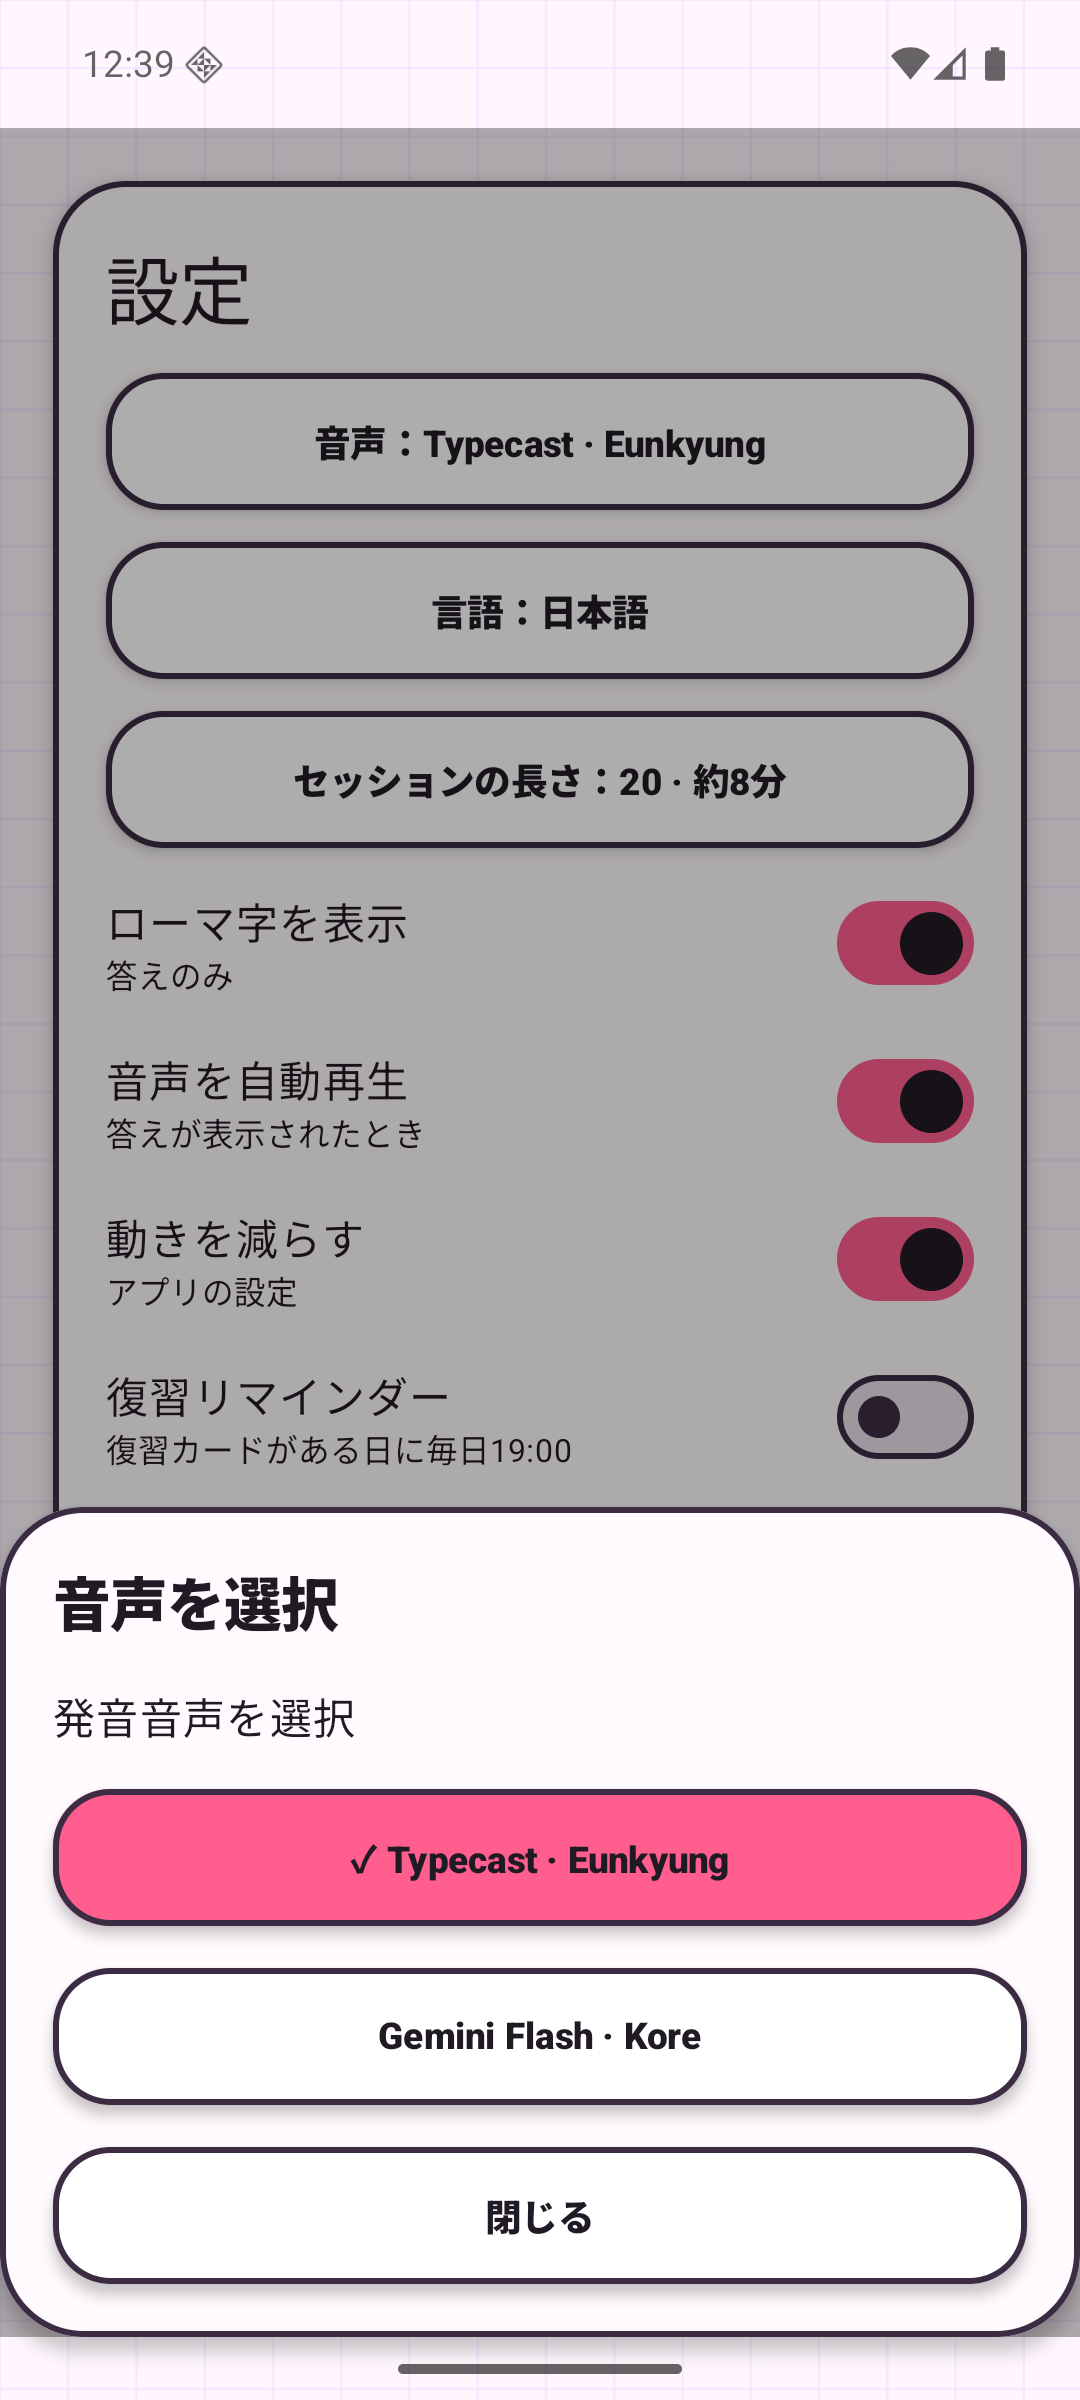 12:39
設定
音声：Typecast · Eunkyung
言語：日本語
セッションの長さ：20 · 約8分
ローマ字を表示
答えのみ
音声を自動再生
答えが表示されたとき
動きを減らす
アプリの設定
復習リマインダー
復習カードがある日に毎日19:00
音声を選択
発音音声を選択
✓ Typecast · Eunkyung
Gemini Flash · Kore
閉じる